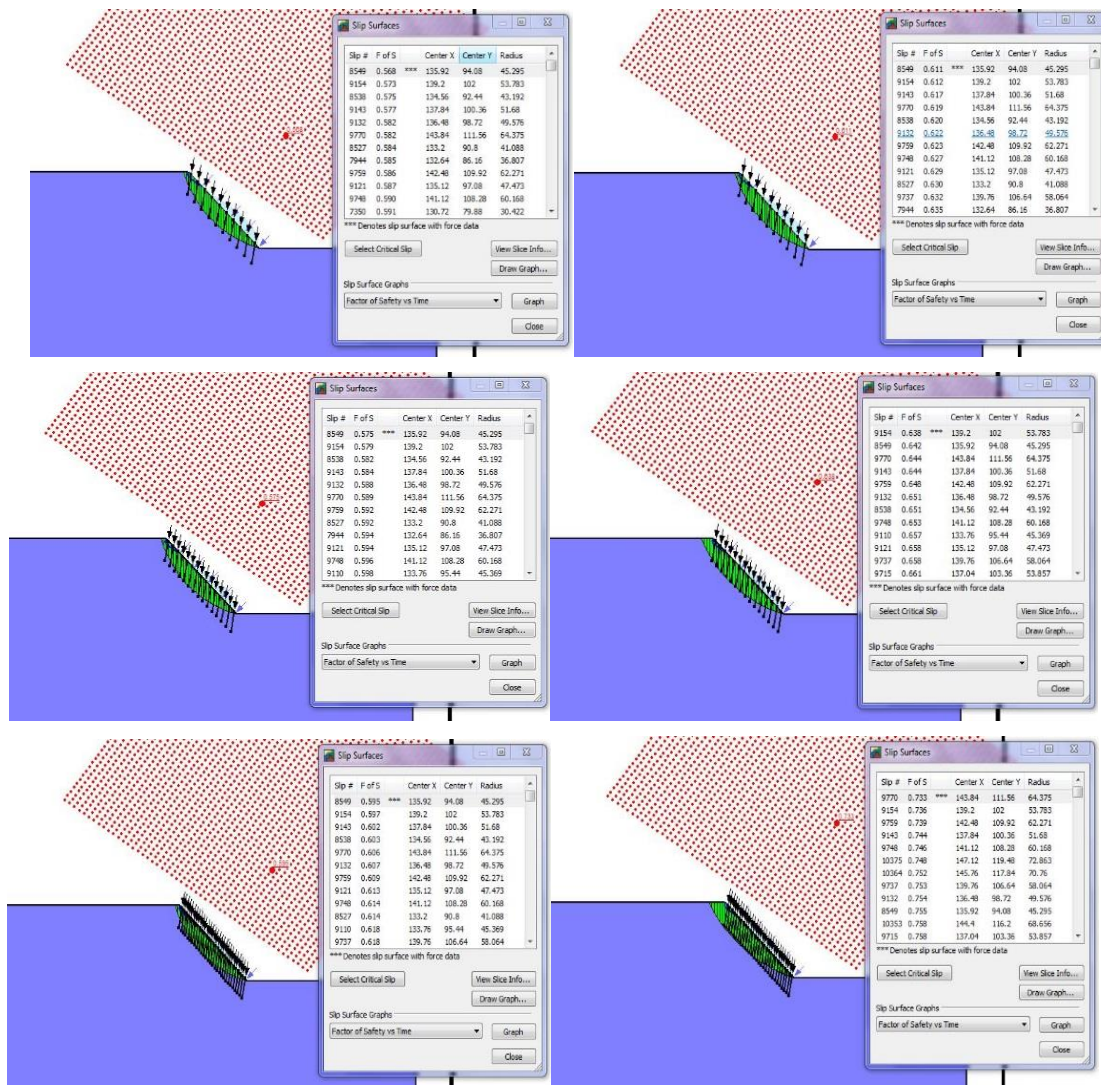 Slip Surfaces
Slip # F of S Center X Center Y Radius
8549 0.568 *** 135.92 94.08 45.295
9154 0.573 139.2 102 53.783
8538 0.575 134.56 92.44 43.192
9143 0.577 137.84 100.36 51.68
9132 0.582 136.48 98.72 49.576
9770 0.582 143.84 111.56 64.375
8527 0.584 133.2 90.8 41.088
7944 0.585 132.64 86.16 36.807
9759 0.586 142.48 109.92 62.271
9121 0.587 135.12 97.08 47.473
9748 0.590 141.12 108.28 60.168
7350 0.591 130.72 79.88 30.422
*** Denotes slip surface with force data
Select Critical Slip
View Slice Info...
Draw Graph...
Slip Surface Graphs
Factor of Safety vs Time
Graph
Close
Slip Surfaces
Slip # F of S Center X Center Y Radius
8549 0.611 *** 135.92 94.08 45.295
9154 0.612 139.2 102 53.783
9143 0.617 137.84 100.36 51.68
9770 0.619 143.84 111.56 64.375
8538 0.620 134.56 92.44 43.192
9132 0.622 136.48 98.72 49.576
9759 0.623 142.48 109.92 62.271
9748 0.627 141.12 108.28 60.168
9121 0.629 135.12 97.08 47.473
8527 0.630 133.2 90.8 41.088
9737 0.632 139.76 106.64 58.064
7944 0.635 132.64 86.16 36.807
*** Denotes slip surface with force data
Select Critical Slip
View Slice Info...
Draw Graph...
Slip Surface Graphs
Factor of Safety vs Time
Graph
Close
Slip Surfaces
Slip # F of S Center X Center Y Radius
8549 0.575 *** 135.92 94.08 45.295
9154 0.579 139.2 102 53.783
8538 0.582 134.56 92.44 43.192
9143 0.584 137.84 100.36 51.68
9132 0.588 136.48 98.72 49.576
9770 0.589 143.84 111.56 64.375
9759 0.592 142.48 109.92 62.271
8527 0.592 133.2 90.8 41.088
7944 0.594 132.64 86.16 36.807
9121 0.594 135.12 97.08 47.473
9748 0.596 141.12 108.28 60.168
9110 0.598 133.76 95.44 45.369
*** Denotes slip surface with force data
Select Critical Slip
View Slice Info...
Draw Graph...
Slip Surface Graphs
Factor of Safety vs Time
Graph
Close
Slip Surfaces
Slip # F of S Center X Center Y Radius
9154 0.638 *** 139.2 102 53.783
8549 0.642 135.92 94.08 45.295
9770 0.644 143.84 111.56 64.375
9143 0.644 137.84 100.36 51.68
9759 0.648 142.48 109.92 62.271
9132 0.651 136.48 98.72 49.576
8538 0.651 134.56 92.44 43.192
9748 0.653 141.12 108.28 60.168
9110 0.657 133.76 95.44 45.369
9121 0.658 135.12 97.08 47.473
9737 0.658 139.76 106.64 58.064
9715 0.661 137.04 103.36 53.857
*** Denotes slip surface with force data
Select Critical Slip
View Slice Info...
Draw Graph...
Slip Surface Graphs
Factor of Safety vs Time
Graph
Close
Slip Surfaces
Slip # F of S Center X Center Y Radius
8549 0.595 *** 135.92 94.08 45.295
9154 0.597 139.2 102 53.783
9143 0.602 137.84 100.36 51.68
8538 0.603 134.56 92.44 43.192
9770 0.606 143.84 111.56 64.375
9132 0.607 136.48 98.72 49.576
9759 0.609 142.48 109.92 62.271
9121 0.613 135.12 97.08 47.473
9748 0.614 141.12 108.28 60.168
8527 0.614 133.2 90.8 41.088
9110 0.618 133.76 95.44 45.369
9737 0.618 139.76 106.64 58.064
*** Denotes slip surface with force data
Select Critical Slip
View Slice Info...
Draw Graph...
Slip Surface Graphs
Factor of Safety vs Time
Graph
Close
Slip Surfaces
Slip # F of S Center X Center Y Radius
9770 0.733 *** 143.84 111.56 64.375
9154 0.736 139.2 102 53.783
9759 0.739 142.48 109.92 62.271
9143 0.744 137.84 100.36 51.68
9748 0.746 141.12 108.28 60.168
10375 0.748 147.12 119.48 72.863
10364 0.752 145.76 117.84 70.76
9737 0.753 139.76 106.64 58.064
9132 0.754 136.48 98.72 49.576
8549 0.755 135.92 94.08 45.295
10353 0.758 144.4 116.2 68.656
9715 0.758 137.04 103.36 53.857
*** Denotes slip surface with force data
Select Critical Slip
View Slice Info...
Draw Graph...
Slip Surface Graphs
Factor of Safety vs Time
Graph
Close